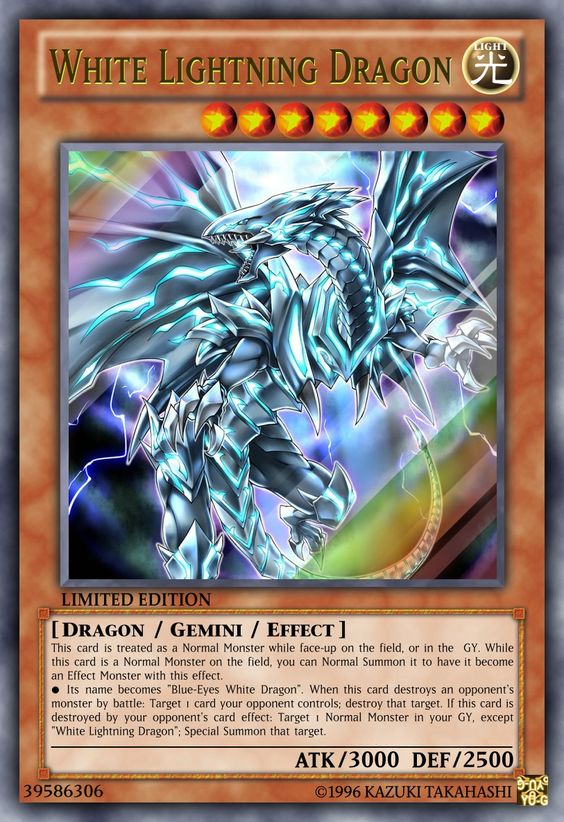 WHITE LIGHTNING DRAGON
LIGHT
光
LIMITED EDITION
[ DRAGON / GEMINI / EFFECT ]
This card is treated as a Normal Monster while face-up on the field, or in the GY. While
this card is a Normal Monster on the field, you can Normal Summon it to have it become
an Effect Monster with this effect.
● Its name becomes "Blue-Eyes White Dragon". When this card destroys an opponent's
monster by battle: Target 1 card your opponent controls; destroy that target. If this card is
destroyed by your opponent's card effect: Target 1 Normal Monster in your GY, except
"White Lightning Dragon"; Special Summon that target.
ATK/3000 DEF/2500
39586306
©1996 KAZUKI TAKAHASHI